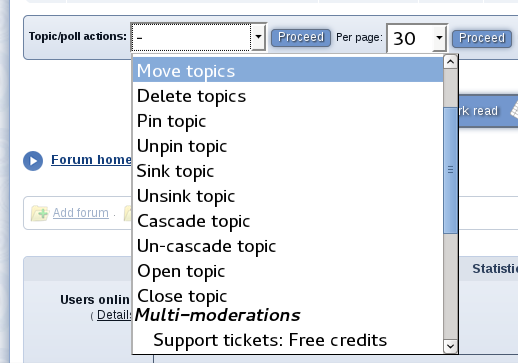 Topic/poll actions: - Proceed Per page: 30 Proceed
Move topics
Delete topics
rk read
Pin topic
Unpin topic
Forum home
Sink topic
Unsink topic
Add forum
Cascade topic
Un-cascade topic
Open topic
Statisti
Close topic
Users onlin
Multi-moderations
( Details
Support tickets: Free credits